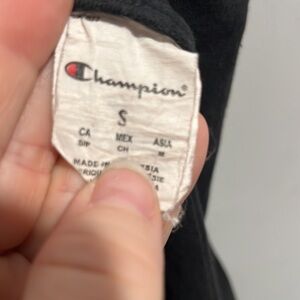 Champion
S
CA MEX ASIA
S/P CH M
MADE IN